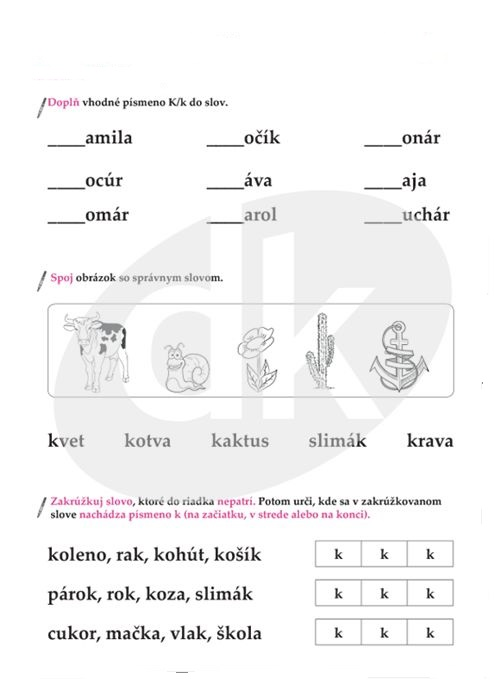 Doplň vhodné písmeno K/k do slov.
____amila ____očík ____onár
____ocúr ____áva ____aja
____omár ____arol ____uchár
Spoj obrázok so správnym slovom.
kvet kotva kaktus slimák krava
Zakrúžkuj slovo, ktoré do riadka nepatrí. Potom urči, kde sa v zakrúžkovanom
slove nachádza písmeno k (na začiatku, v strede alebo na konci).
koleno, rak, kohút, košík k k k
párok, rok, koza, slimák k k k
cukor, mačka, vlak, škola k k k
dk